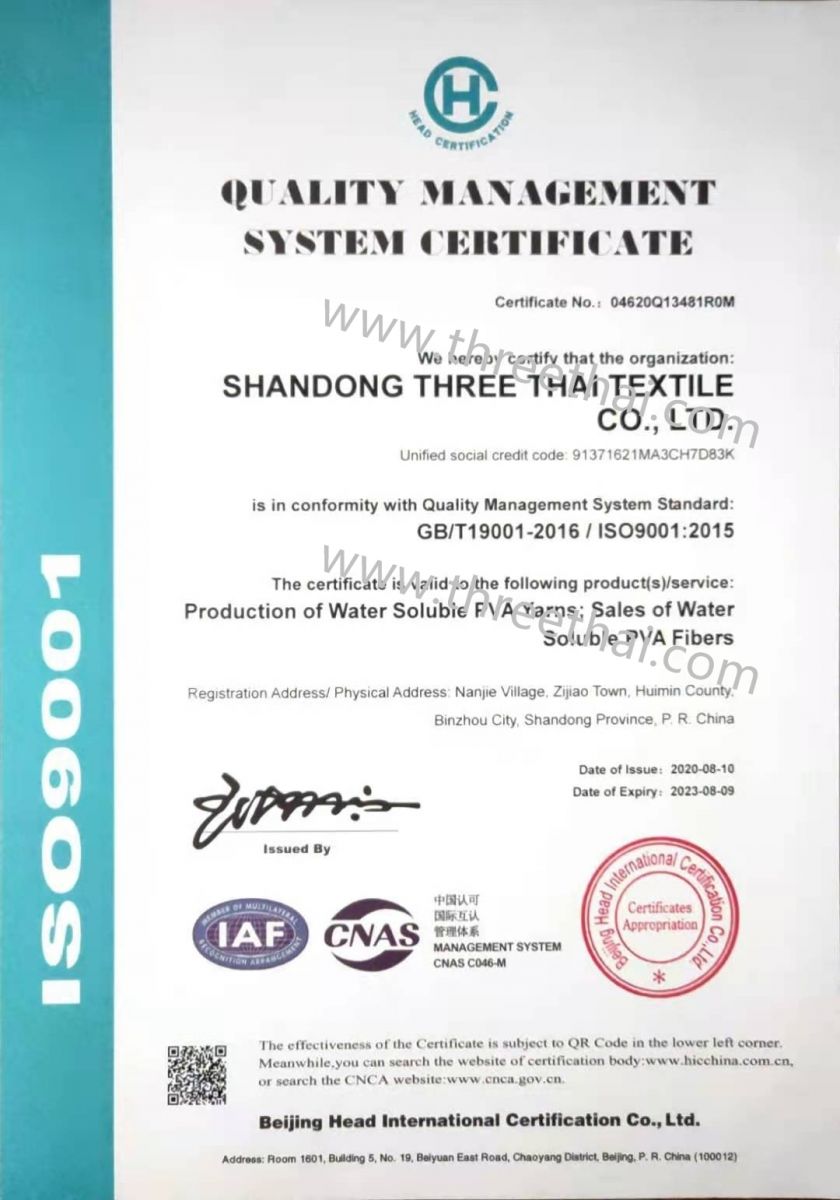 HEAD CERTIFICATION
QUALITY MANAGEMENT
SYSTEM CERTIFICATE
Certificate No.: 04620Q13481R0M
We hereby certify that the organization:
SHANDONG THREE THAI TEXTILE
CO., LTD.
Unified social credit code: 91371621MA3CH7D83K
is in conformity with Quality Management System Standard:
GB/T19001-2016 / ISO9001:2015
The certificate is valid to the following product(s)/service:
Production of Water Soluble PVA Yarns; Sales of Water
Soluble PVA Fibers
Registration Address/ Physical Address: Nanjie Village, Zijiao Town, Huimin County,
Binzhou City, Shandong Province, P. R. China
Date of Issue: 2020-08-10
Date of Expiry: 2023-08-09
Issued By
MEMBER OF MULTILATERAL
IAF
RECOGNITION ARRANGEMENT
CNAS
中国认可
国际互认
管理体系
MANAGEMENT SYSTEM
CNAS C046-M
Beijing Head International Certification Co.,Ltd
Certificates
Appropriation
The effectiveness of the Certificate is subject to QR Code in the lower left corner.
Meanwhile,you can search the website of certification body:www.hicchina.com.cn,
or search the CNCA website:www.cnca.gov.cn.
Beijing Head International Certification Co., Ltd.
Address: Room 1601, Building 5, No. 19, Beiyuan East Road, Chaoyang District, Beijing, P. R. China (100012)
ISO9001
www.threethai.com
www.threethai.com